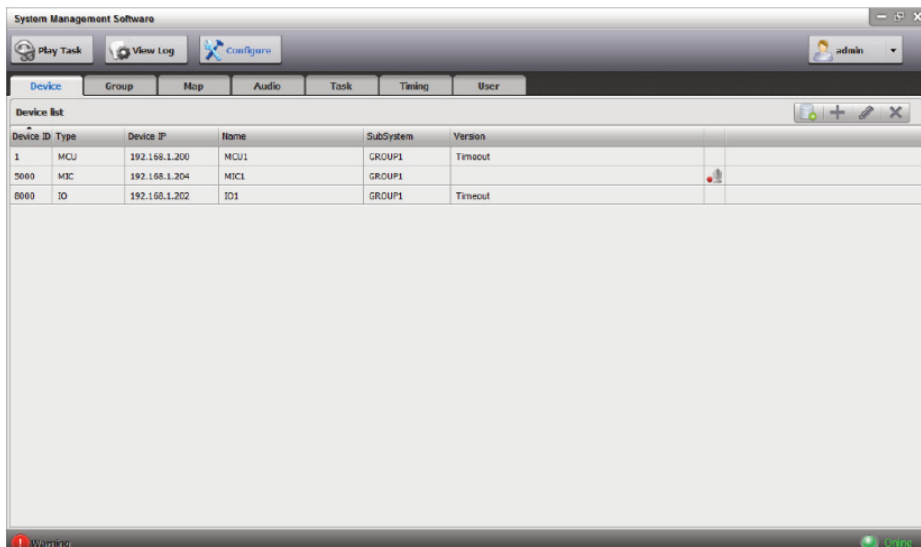 System Management Software
Play Task View Log Configure admin
Device Group Map Audio Task Timing User
Device list
Device ID Type Device IP Name SubSystem Version
1 MCU 192.168.1.200 MCU1 GROUP1 Timeout
5000 MIC 192.168.1.204 MIC1 GROUP1
8000 IO 192.168.1.202 IO1 GROUP1 Timeout
Warning Online